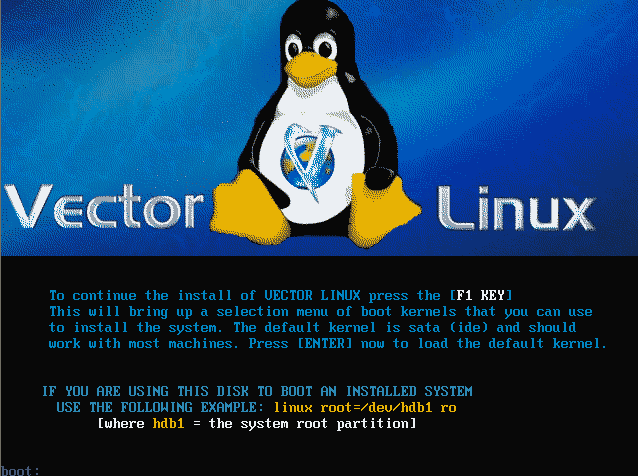 Vector Linux
V
To continue the install of VECTOR LINUX press the [F1 KEY]
This will bring up a selection menu of boot kernels that you can use
to install the system. The default kernel is sata (ide) and should
work with most machines. Press [ENTER] now to load the default kernel.
IF YOU ARE USING THIS DISK TO BOOT AN INSTALLED SYSTEM
USE THE FOLLOWING EXAMPLE: linux root=/dev/hdb1 ro
[where hdb1 = the system root partition]
boot: